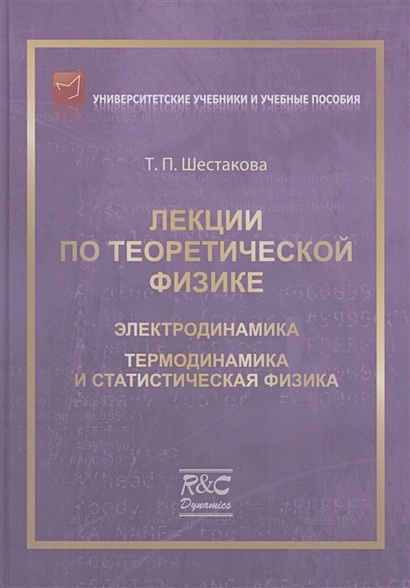 УНИВЕРСИТЕТСКИЕ УЧЕБНИКИ И УЧЕБНЫЕ ПОСОБИЯ
Т. П. Шестакова
ЛЕКЦИИ
ПО ТЕОРЕТИЧЕСКОЙ
ФИЗИКЕ
ЭЛЕКТРОДИНАМИКА
ТЕРМОДИНАМИКА
И СТАТИСТИЧЕСКАЯ ФИЗИКА
R&C
Dynamics